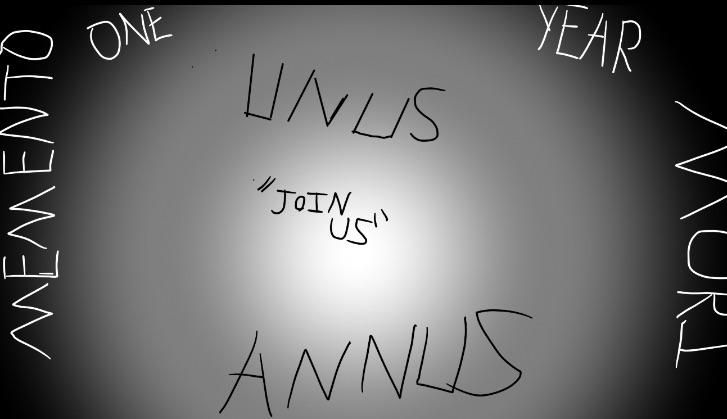 ONE YEAR
MEMENTO
UNUS
"JOIN
US"
ANNUS
MORI